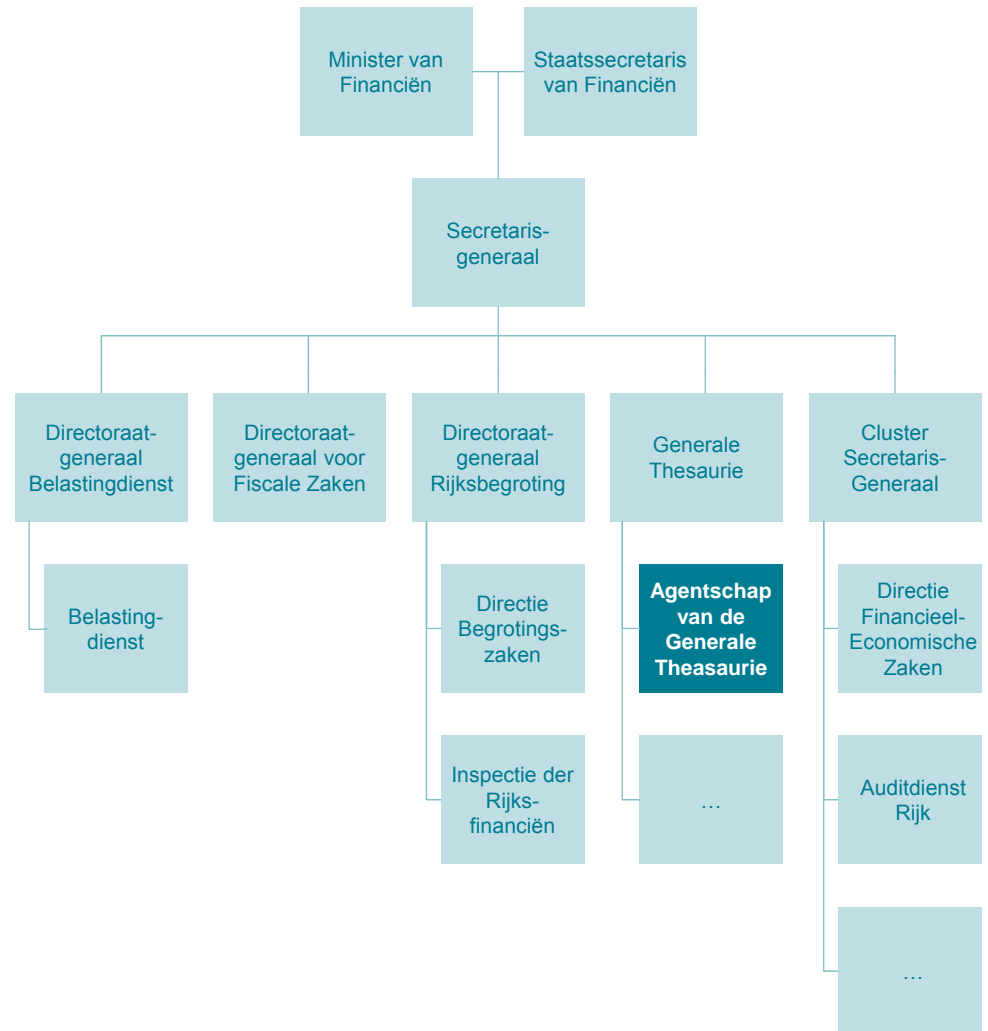 Minister van
Financiën
Staatssecretaris
van Financiën
Secretaris-
generaal
Directoraat-
generaal
Belastingdienst
Directoraat-
generaal voor
Fiscale Zaken
Directoraat-
generaal
Rijksbegroting
Generale
Thesaurie
Cluster
Secretaris-
Generaal
Belasting-
dienst
Directie
Begrotings-
zaken
Agentschap
van de
Generale
Theasaurie
Directie
Financieel-
Economische
Zaken
Inspectie der
Rijks-
financiën
…
Auditdienst
Rijk
…